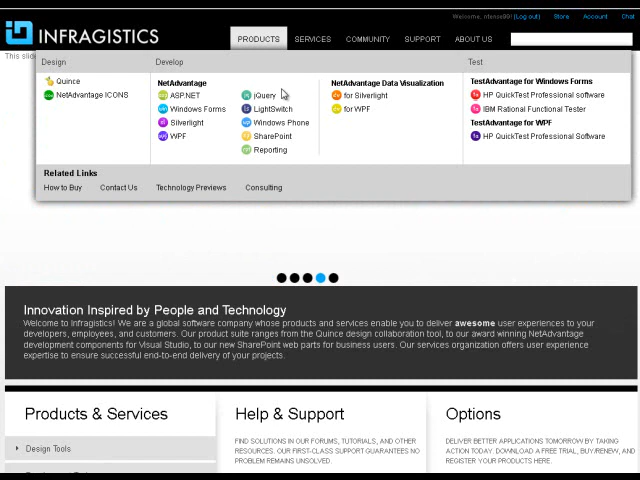 Welcome, ntense99! (Log out) Store Account Chat
INFRAGISTICS
PRODUCTS SERVICES COMMUNITY SUPPORT ABOUT US
This slid
Design Develop Test
Quince
NetAdvantage ICONS
NetAdvantage
ASP.NET
Windows Forms
Silverlight
WPF
jQuery
LightSwitch
Windows Phone
SharePoint
Reporting
NetAdvantage Data Visualization
for Silverlight
for WPF
TestAdvantage for Windows Forms
HP QuickTest Professional software
IBM Rational Functional Tester
TestAdvantage for WPF
HP QuickTest Professional Software
Related Links
How to Buy Contact Us Technology Previews Consulting
Innovation Inspired by People and Technology
Welcome to Infragistics! We are a global software company whose products and services enable you to deliver awesome user experiences to your
developers, employees, and customers. Our product suite ranges from the Quince design collaboration tool, to our award winning NetAdvantage
development components for Visual Studio, to our new SharePoint web parts for business users. Our services organization offers user experience
expertise to ensure successful end-to-end delivery of your projects.
Products & Services
Design Tools
Help & Support
FIND SOLUTIONS IN OUR FORUMS, TUTORIALS, AND OTHER
RESOURCES. OUR FIRST-CLASS SUPPORT GUARANTEES NO
PROBLEM REMAINS UNSOLVED.
Options
DELIVER BETTER APPLICATIONS TOMORROW BY TAKING
ACTION TODAY. DOWNLOAD A FREE TRIAL, BUY/RENEW, AND
REGISTER YOUR PRODUCTS HERE.